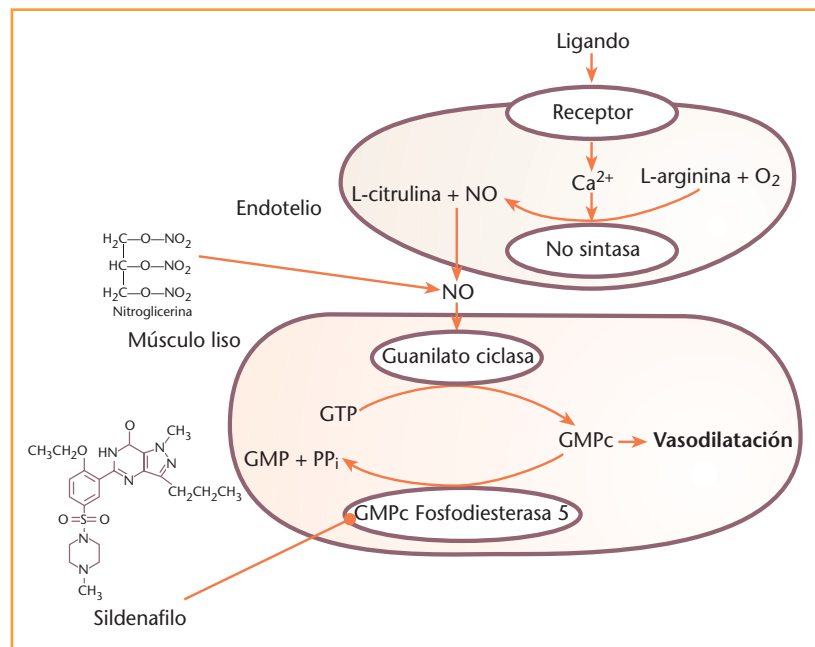 Ligando
Receptor
Ca²⁺
L-arginina + O₂
L-citrulina + NO
Endotelio
No sintasa
H₂C—O—NO₂
HC—O—NO₂
H₂C—O—NO₂
Nitroglicerina
NO
Músculo liso
Guanilato ciclasa
GTP
GMPc
Vasodilatación
GMP + PPᵢ
GMPc Fosfodiesterasa 5
O
CH₃
CH₃CH₂O
HN
N
N
N
CH₂CH₂CH₃
O=S=O
N
N
CH₃
Sildenafilo